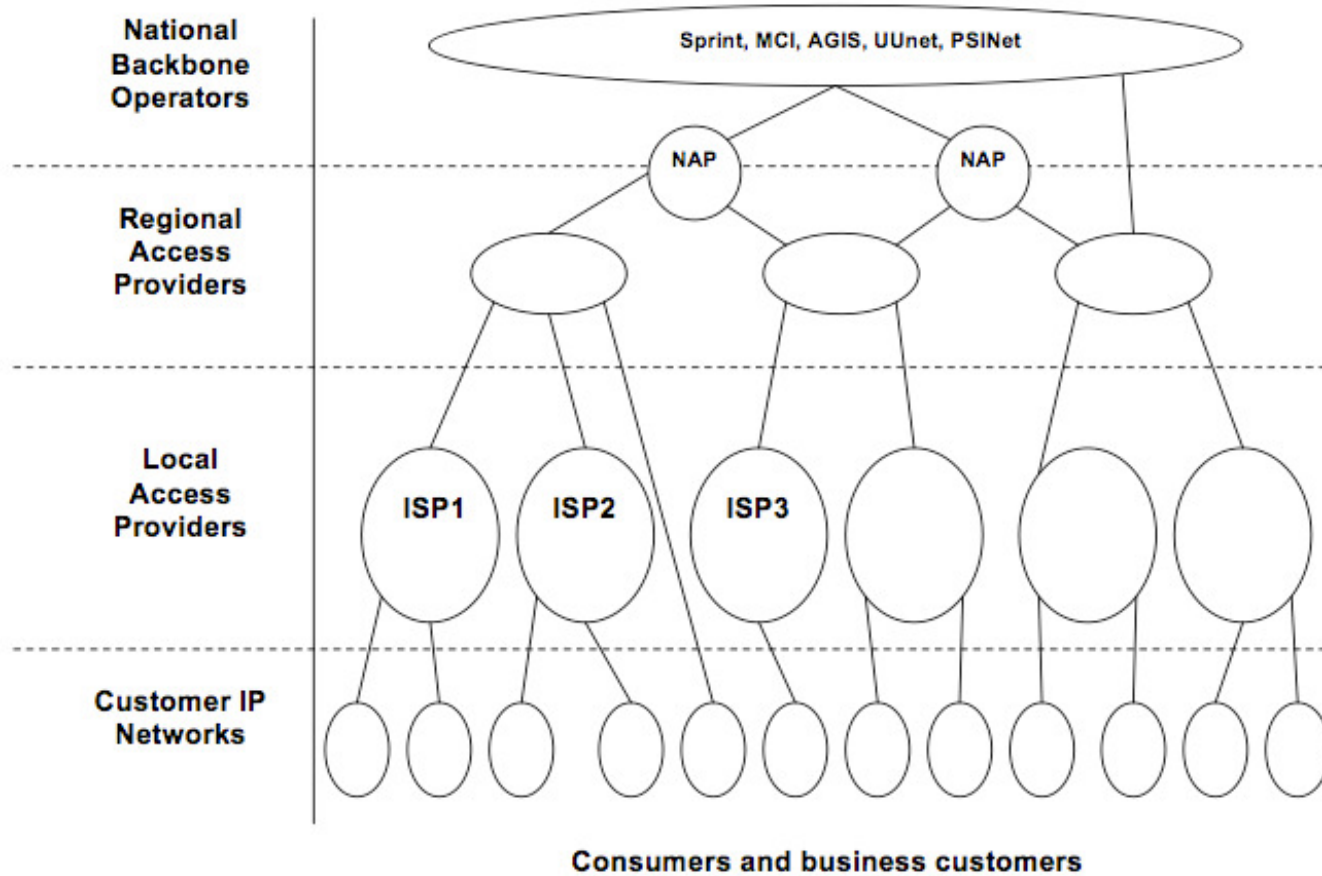 National
Backbone
Operators
Sprint, MCI, AGIS, UUnet, PSINet
NAP
NAP
Regional
Access
Providers
Local
Access
Providers
ISP1
ISP2
ISP3
Customer IP
Networks
Consumers and business customers